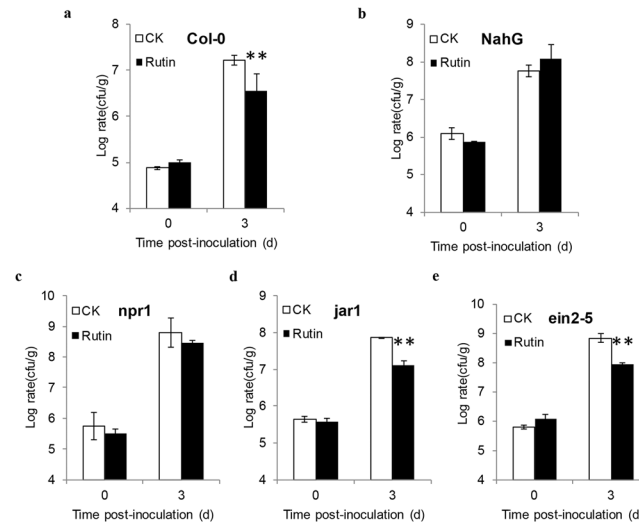 a
Col-0
CK
Rutin
Log rate(cfu/g)
8
7
6
5
4
**
0 3
Time post-inoculation (d)
b
NahG
CK
Rutin
Log rate(cfu/g)
9
8
7
6
5
4
0 3
Time post-inoculation (d)
c
npr1
CK
Rutin
Log rate(cfu/g)
10
9
8
7
6
5
4
0 3
Time post-inoculation (d)
d
jar1
CK
Rutin
Log rate(cfu/g)
9
8
7
6
5
4
**
0 3
Time post-inoculation (d)
e
ein2-5
CK
Rutin
Log rate(cfu/g)
10
9
8
7
6
5
4
**
0 3
Time post-inoculation (d)